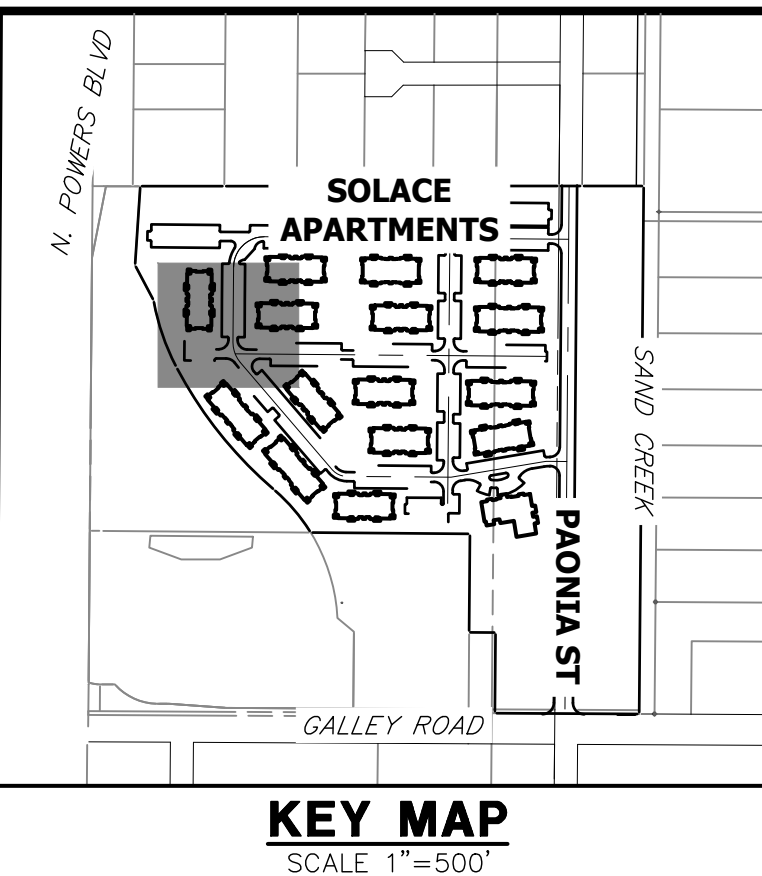 N. POWERS BLVD
SOLACE
APARTMENTS
SAND CREEK
PAONIA ST
GALLEY ROAD
KEY MAP
SCALE 1"=500'